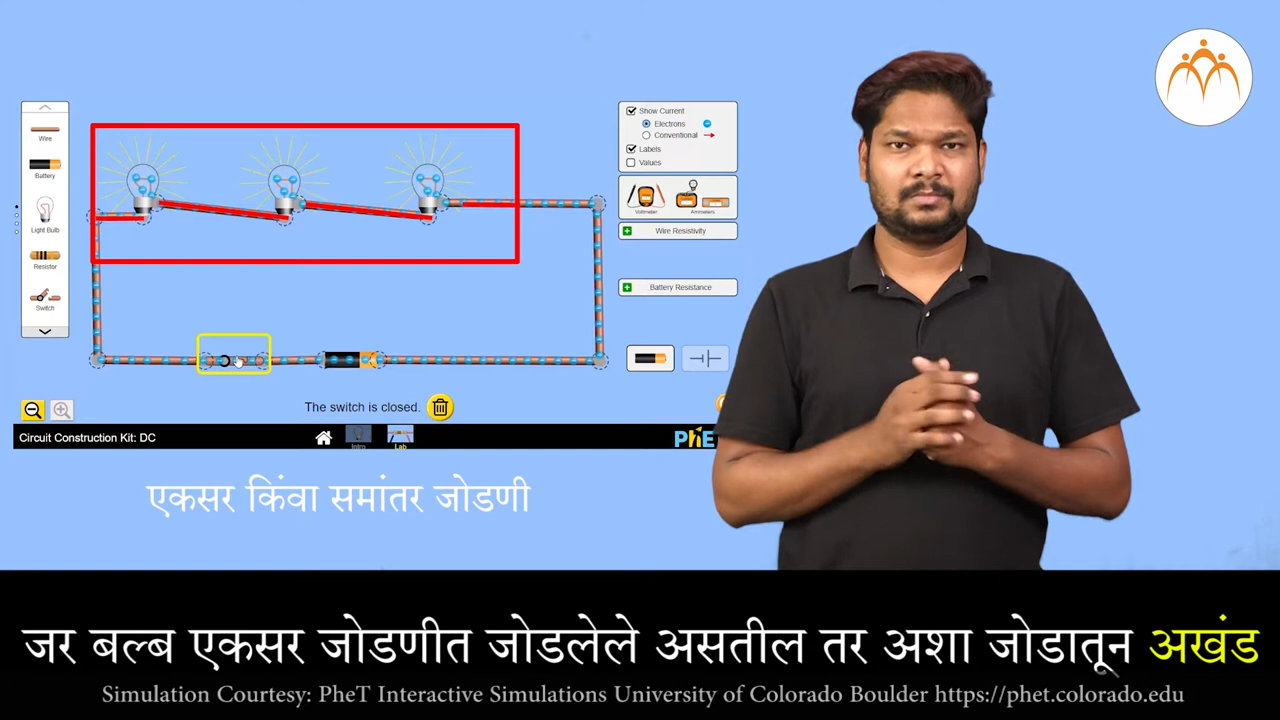 Wire
Battery
Light Bulb
Resistor
Switch
Show Current
Electrons
Conventional
Labels
Values
Voltmeter
Ammeters
Wire Resistivity
Battery Resistance
The switch is closed.
Circuit Construction Kit: DC
Intro
Lab
PhET
एकसर किंवा समांतर जोडणी
जर बल्ब एकसर जोडणीत जोडलेले असतील तर अशा जोडातून अखंड
Simulation Courtesy: PheT Interactive Simulations University of Colorado Boulder https://phet.colorado.edu